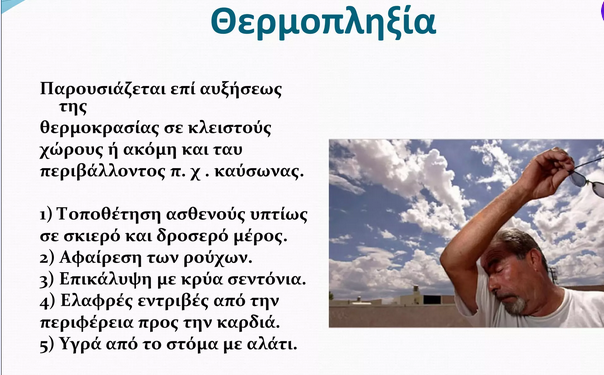 Θερμοπληξία
Παρουσιάζεται επί αυξήσεως
της
θερμοκρασίας σε κλειστούς
χώρους ή ακόμη και ταυ
περιβάλλοντος π. χ . καύσωνας.
1) Τοποθέτηση ασθενούς υπτίως
σε σκιερό και δροσερό μέρος.
2) Αφαίρεση των ρούχων.
3) Επικάλυψη με κρύα σεντόνια.
4) Ελαφρές εντριβές από την
περιφέρεια προς την καρδιά.
5) Υγρά από το στόμα με αλάτι.